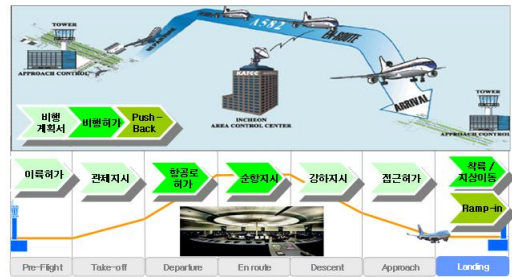 TOWER
APPROACH CONTROL
DEPARTURE
A582
EN-ROUTE
KATCC
INCHEON
AREA CONTROL CENTER
ARRIVAL
TOWER
APPROACH CONTROL
비행
계획서
비행허가
Push-
Back
이륙허가
관제지시
항공로
허가
순항지시
강하지시
접근허가
착륙 /
지상이동
Ramp-in
Pre-Flight
Take-off
Departure
En route
Descent
Approach
Landing